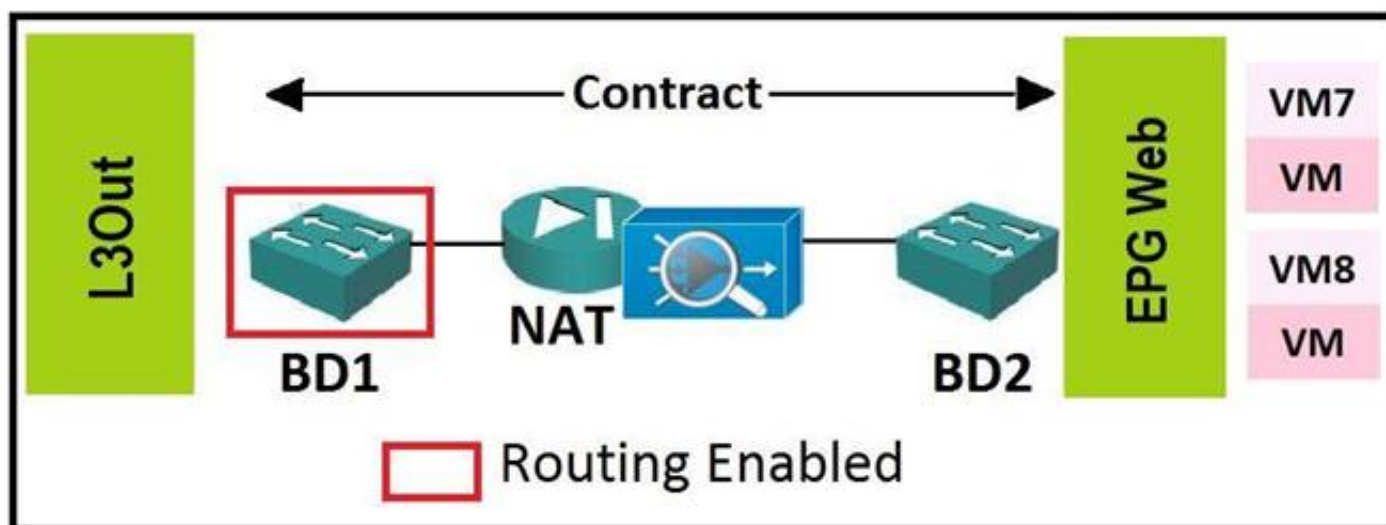 Contract
L3Out
BD1
NAT
BD2
EPG Web
VM7
VM
VM8
VM
Routing Enabled